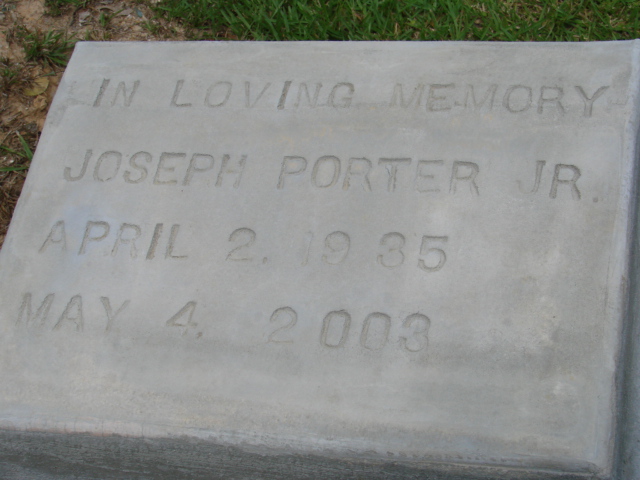 IN LOVING MEMORY
JOSEPH PORTER JR.
APRIL 2, 1935
MAY 4, 2003